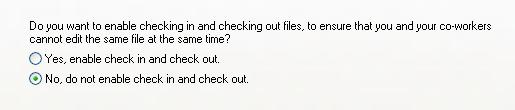 Do you want to enable checking in and checking out files, to ensure that you and your co-workers
cannot edit the same file at the same time?
Yes, enable check in and check out.
No, do not enable check in and check out.